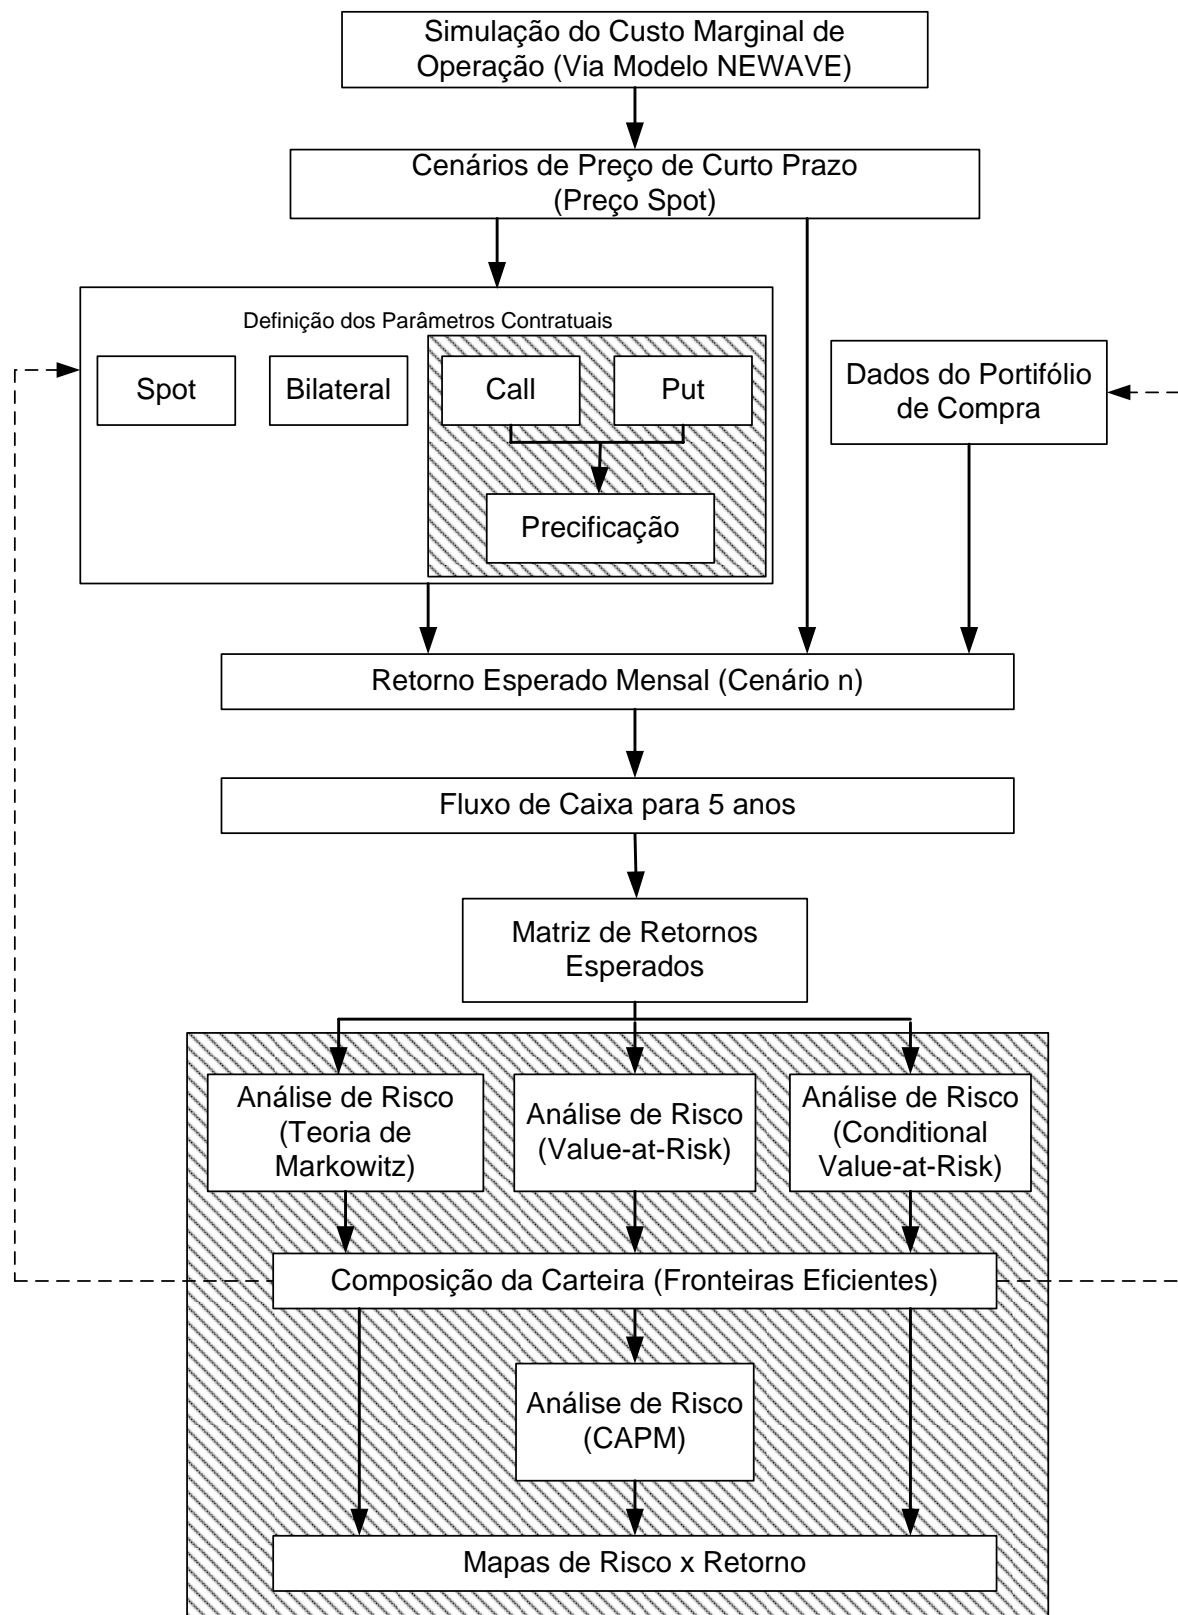 Simulação do Custo Marginal de
Operação (Via Modelo NEWAVE)
Cenários de Preço de Curto Prazo
(Preço Spot)
Definição dos Parâmetros Contratuais
Spot
Bilateral
Call
Put
Precificação
Dados do Portifólio
de Compra
Retorno Esperado Mensal (Cenário n)
Fluxo de Caixa para 5 anos
Matriz de Retornos
Esperados
Análise de Risco
(Teoria de
Markowitz)
Análise de Risco
(Value-at-Risk)
Análise de Risco
(Conditional
Value-at-Risk)
Composição da Carteira (Fronteiras Eficientes)
Análise de Risco
(CAPM)
Mapas de Risco x Retorno